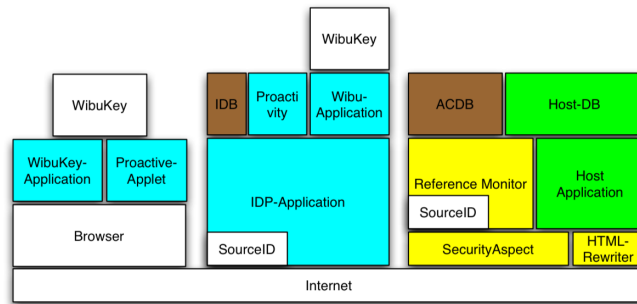 WibuKey
WibuKey
IDB
Proacti
vity
Wibu-
Application
ACDB
Host-DB
WibuKey-
Application
Proactive-
Applet
IDP-Application
Reference Monitor
Host
Application
SourceID
Browser
SourceID
SecurityAspect
HTML-
Rewriter
Internet